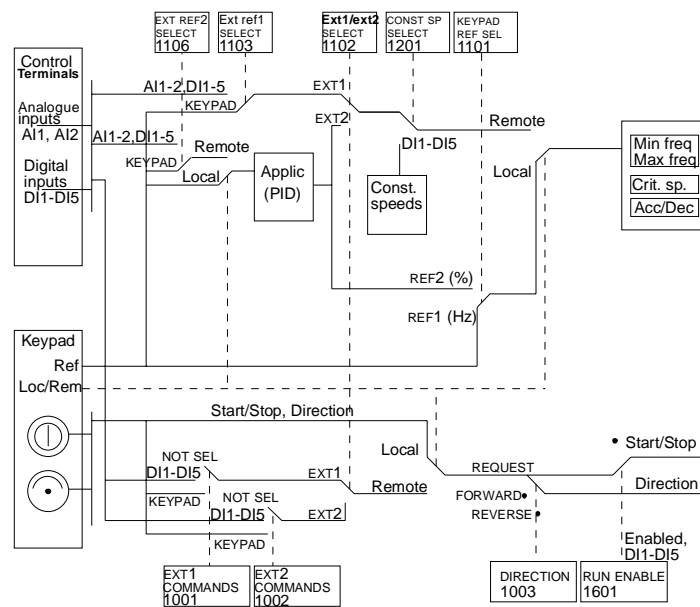 EXT REF2
SELECT
1106
Ext ref1
SELECT
1103
Ext1/ext2
SELECT
1102
CONST SP
SELECT
1201
KEYPAD
REF SEL
1101
Control
Terminals
Analogue
inputs
AI1, AI2
Digital
inputs
DI1-DI5
AI1-2,DI1-5
KEYPAD
EXT1
EXT2
AI1-2,DI1-5
Remote
KEYPAD
Local
Applic
(PID)
DI1-DI5
Const.
speeds
Remote
Local
Min freq
Max freq
Crit. sp.
Acc/Dec
REF2 (%)
REF1 (Hz)
Keypad
Ref
Loc/Rem
Start/Stop, Direction
Local
NOT SEL
DI1-DI5
KEYPAD
EXT1
Remote
NOT SEL
DI1-DI5
EXT2
KEYPAD
REQUEST
Start/Stop
Direction
FORWARD
REVERSE
Enabled,
DI1-DI5
EXT1
COMMANDS
1001
EXT2
COMMANDS
1002
DIRECTION
1003
RUN ENABLE
1601